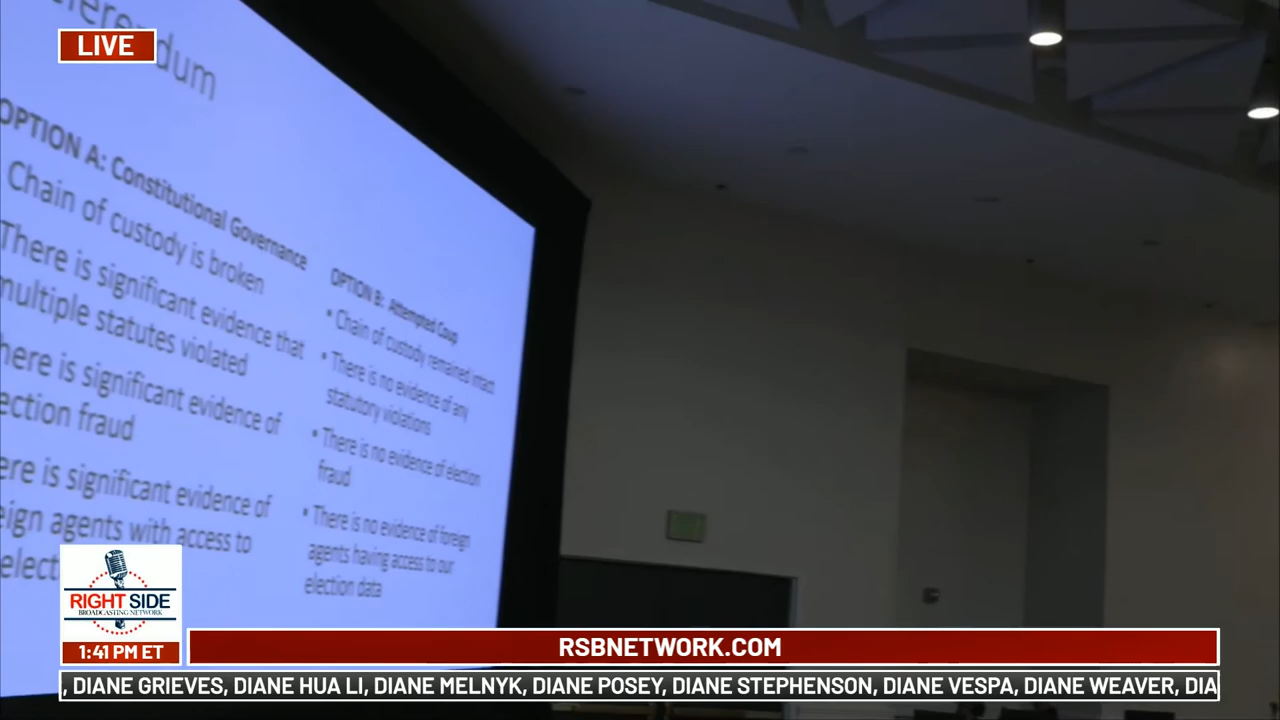 LIVE
OPTION A: Constitutional Governance
Chain of custody is broken
There is significant evidence that
multiple statutes violated
here is significant evidence of
ection fraud
ere is significant evidence of
eign agents with access to
elect
OPTION B: Attempted Coup
• Chain of custody remained intact
• There is no evidence of any
statutory violations
• There is no evidence of election
fraud
• There is no evidence of foreign
agents having access to our
election data
RIGHT SIDE
BROADCASTING NETWORK
1:41 PM ET
RSBNETWORK.COM
, DIANE GRIEVES, DIANE HUA LI, DIANE MELNYK, DIANE POSEY, DIANE STEPHENSON, DIANE VESPA, DIANE WEAVER, DIA